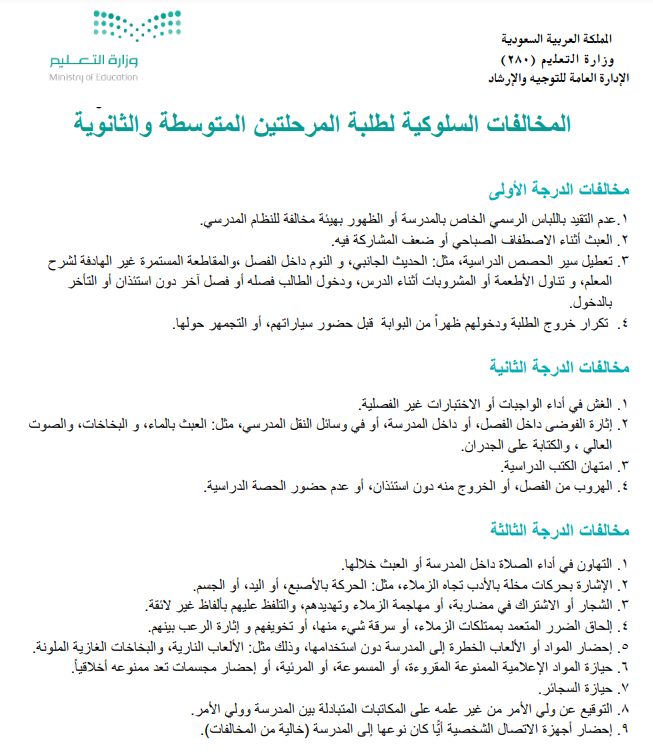 المملكة العربية السعودية
وزارة التعليم (٢٨٠)
الإدارة العامة للتوجيه والإرشاد
وزارة التعليم
Ministry of Education
المخالفات السلوكية لطلبة المرحلتين المتوسطة والثانوية
مخالفات الدرجة الأولى
١. عدم التقيد باللباس الرسمي الخاص بالمدرسة أو الظهور بهيئة مخالفة للنظام المدرسي.
٢. العبث أثناء الاصطفاف الصباحي أو ضعف المشاركة فيه.
٣. تعطيل سير الحصص الدراسية، مثل: الحديث الجانبي، و النوم داخل الفصل ،والمقاطعة المستمرة غير الهادفة لشرح
المعلم، و تناول الأطعمة أو المشروبات أثناء الدرس، ودخول الطالب فصله أو فصل آخر دون استئذان أو التأخر
بالدخول.
٤. تكرار خروج الطلبة ودخولهم ظهراً من البوابة قبل حضور سياراتهم، أو التجمهر حولها.
مخالفات الدرجة الثانية
١. الغش في أداء الواجبات أو الاختبارات غير الفصلية.
٢. إثارة الفوضى داخل الفصل، أو داخل المدرسة، أو في وسائل النقل المدرسي، مثل: العبث بالماء، و البخاخات، والصوت
العالي ، والكتابة على الجدران.
٣. امتهان الكتب الدراسية.
٤. الهروب من الفصل، أو الخروج منه دون استئذان، أو عدم حضور الحصة الدراسية.
مخالفات الدرجة الثالثة
١. التهاون في أداء الصلاة داخل المدرسة أو العبث خلالها.
٢. الإشارة بحركات مخلة بالأدب تجاه الزملاء، مثل: الحركة بالأصبع، أو اليد، أو الجسم.
٣. الشجار أو الاشتراك في مضاربة، أو مهاجمة الزملاء وتهديدهم، والتلفظ عليهم بألفاظ غير لائقة.
٤. إلحاق الضرر المتعمد بممتلكات الزملاء، أو سرقة شيء منها، أو تخويفهم و إثارة الرعب بينهم.
٥. إحضار المواد أو الألعاب الخطرة إلى المدرسة دون استخدامها، وذلك مثل: الألعاب النارية، والبخاخات الغازية الملونة.
٦. حيازة المواد الإعلامية الممنوعة المقروءة، أو المسموعة، أو المرئية، أو إحضار مجسمات تعد ممنوعه أخلاقياً.
٧. حيازة السجائر.
٨. التوقيع عن ولي الأمر من غير علمه على المكاتبات المتبادلة بين المدرسة وولي الأمر.
٩. إحضار أجهزة الاتصال الشخصية أيًّا كان نوعها إلى المدرسة (خالية من المخالفات).